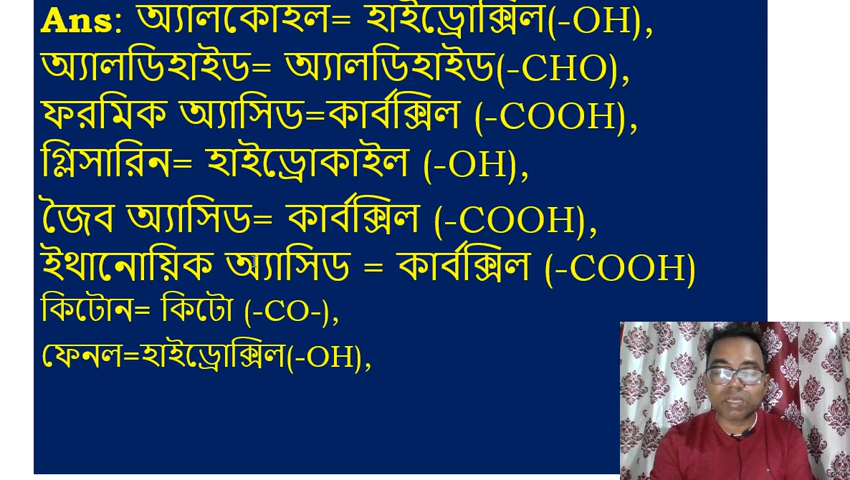 Ans: অ্যালকোহল= হাইড্রোক্সিল(-OH),
অ্যালডিহাইড= অ্যালডিহাইড(-CHO),
ফরমিক অ্যাসিড=কার্বক্সিল (-COOH),
গ্লিসারিন= হাইড্রোকাইল (-OH),
জৈব অ্যাসিড= কার্বক্সিল (-COOH),
ইথানোয়িক অ্যাসিড = কার্বক্সিল (-COOH)
কিটোন= কিটো (-CO-),
ফেনল=হাইড্রোক্সিল(-OH),